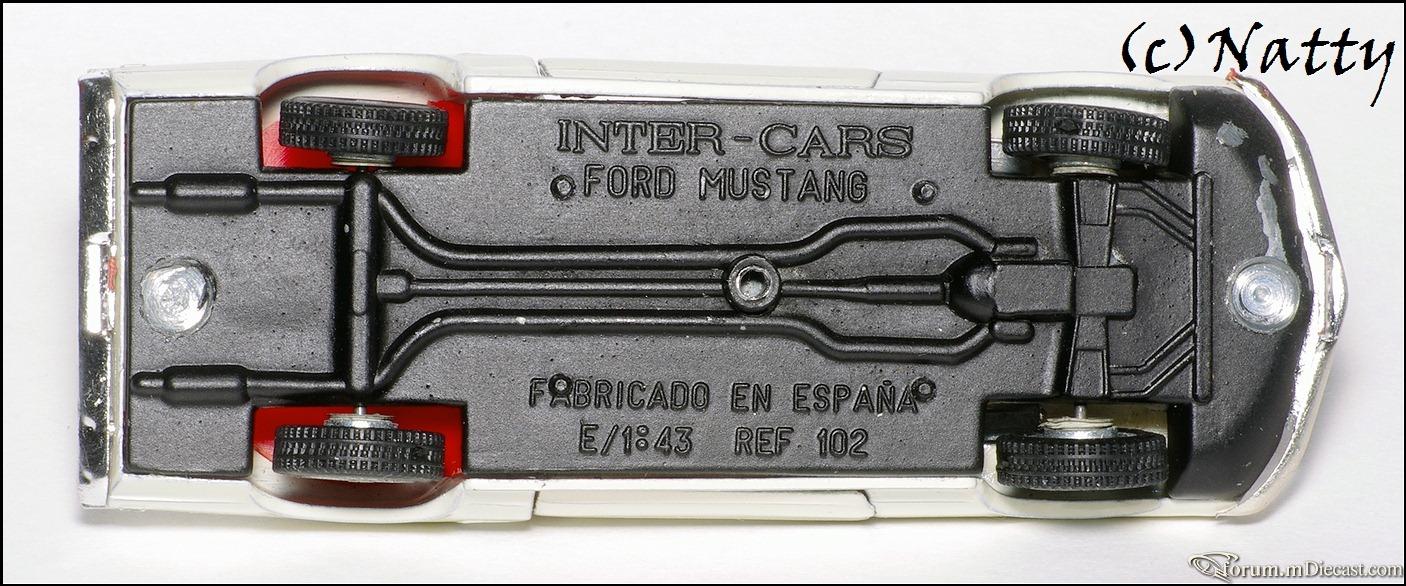 (c) Natty
INTER-CARS
FORD MUSTANG
FABRICADO EN ESPAÑA
E/1:43 REF 102
forum.mDiecast.com